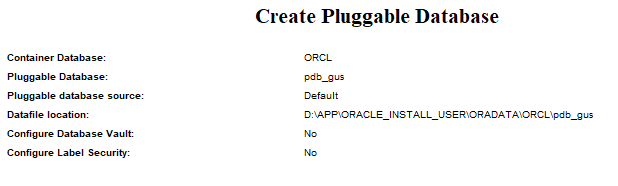 Create Pluggable Database
Container Database: ORCL
Pluggable Database: pdb_gus
Pluggable database source: Default
Datafile location: D:\APP\ORACLE_INSTALL_USER\ORADATA\ORCL\pdb_gus
Configure Database Vault: No
Configure Label Security: No